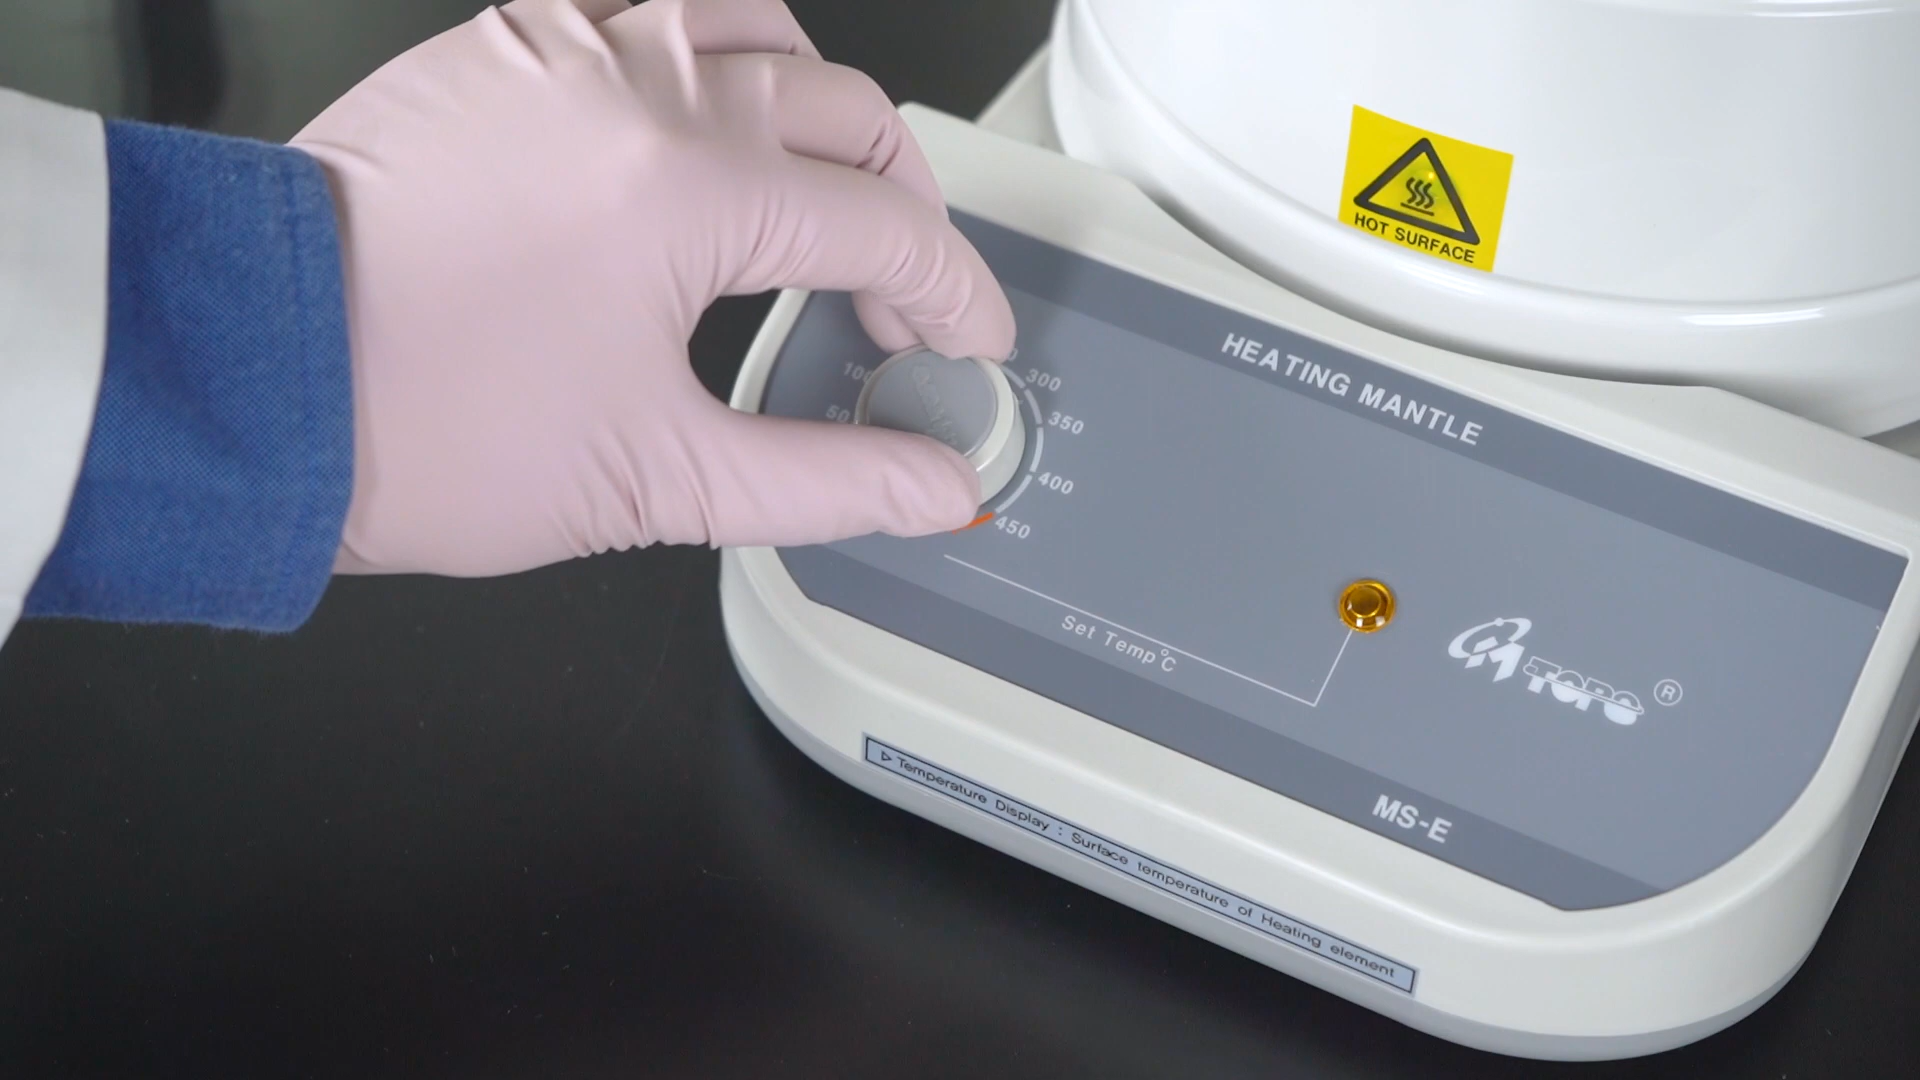 HOT SURFACE
HEATING MANTLE
300
350
400
450
50
Set Temp℃
TOPS ®
MS-E
▷ Temperature Display : Surface temperature of Heating element